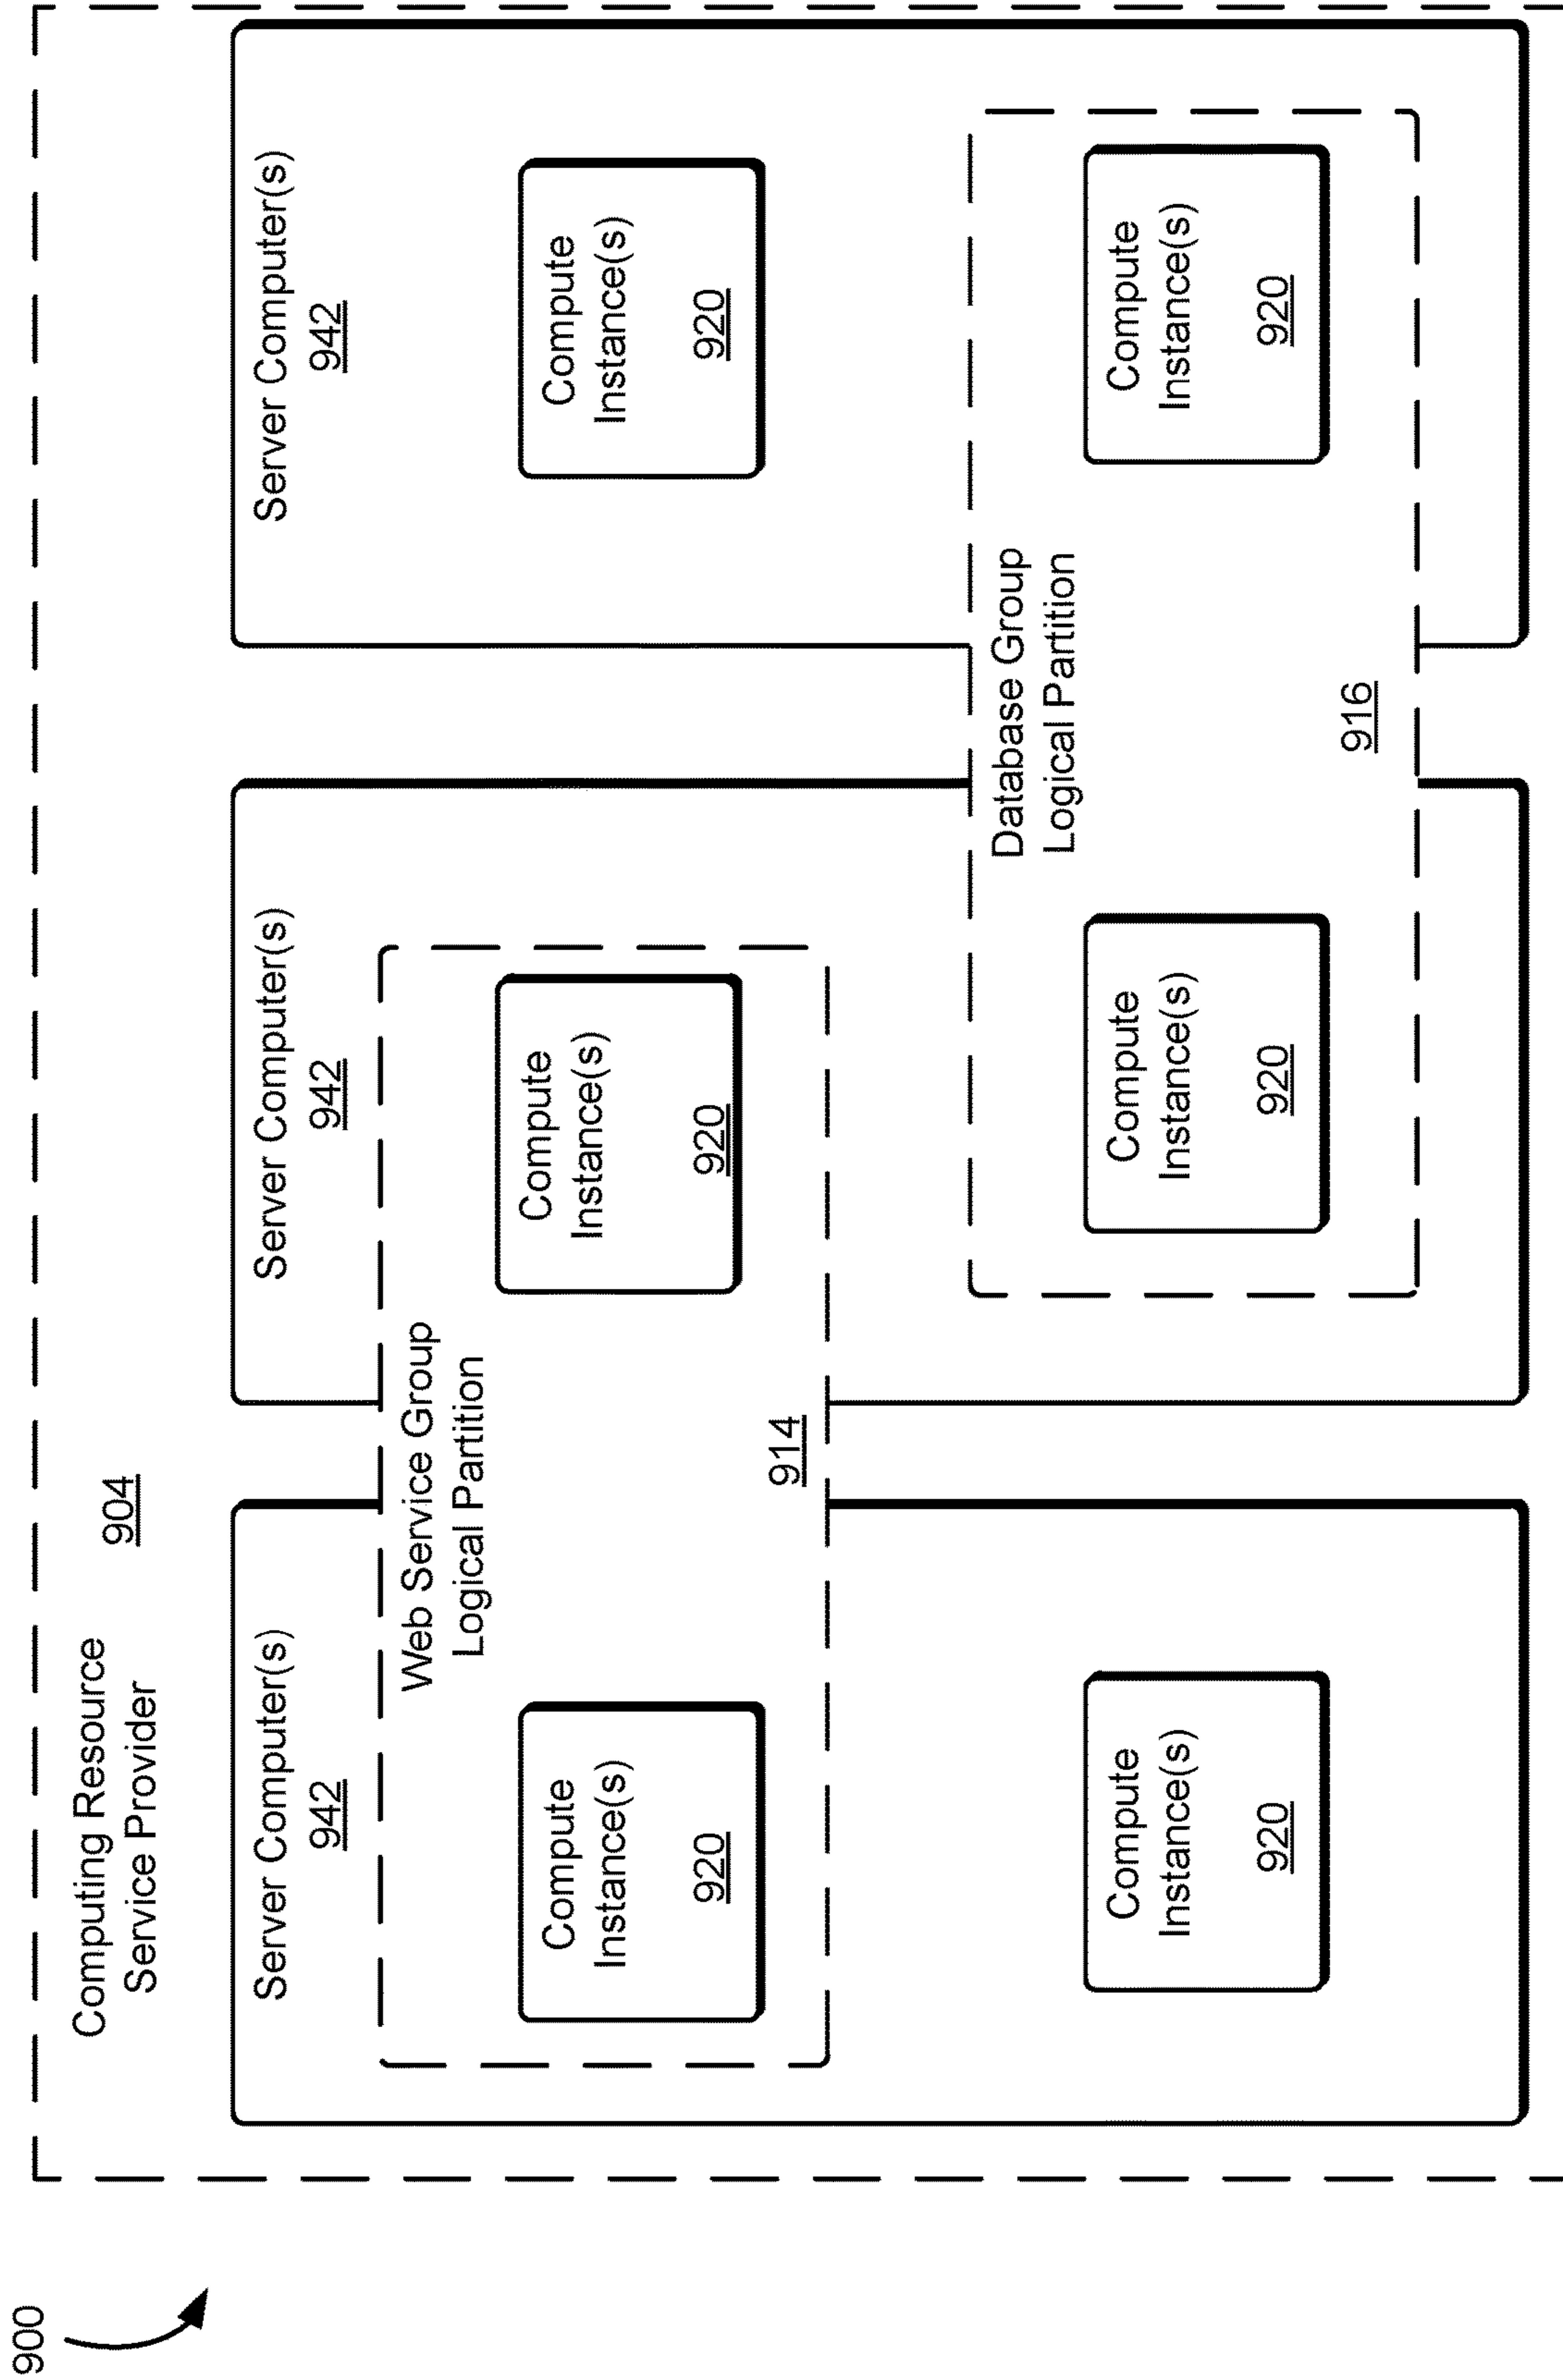 900
Computing Resource
Service Provider
904
Server Computer(s)
942
Server Computer(s)
942
Server Computer(s)
942
Web Service Group
Logical Partition
Compute
Instance(s)
920
Compute
Instance(s)
920
914
Compute
Instance(s)
920
Database Group
Logical Partition
Compute
Instance(s)
920
Compute
Instance(s)
920
Compute
Instance(s)
920
916